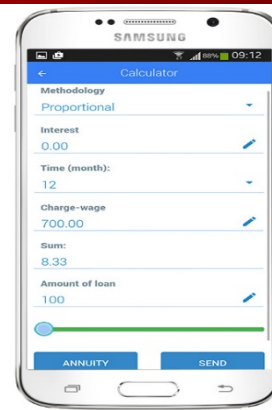 SAMSUNG
88% 09:12
Calculator
Methodology
Proportional
Interest
0.00
Time (month):
12
Charge-wage
700.00
Sum:
8.33
Amount of loan
100
ANNUITY SEND